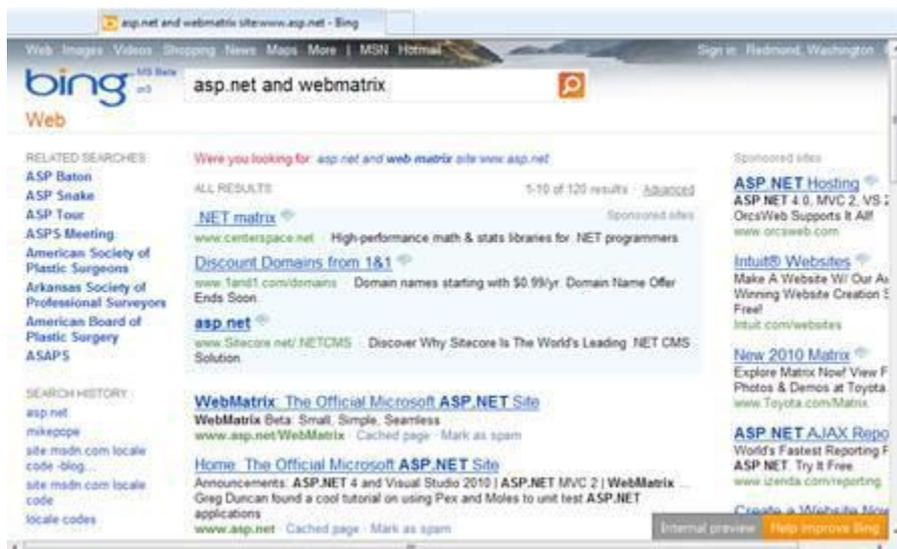 asp.net and webmatrix site:www.asp.net - Bing
Web Images Videos Shopping News Maps More | MSN Hotmail
Sign in Redmond, Washington
bing
MS Beta
m3
asp.net and webmatrix
Web
RELATED SEARCHES
ASP Baton
ASP Snake
ASP Tour
ASPS Meeting
American Society of
Plastic Surgeons
Arkansas Society of
Professional Surveyors
American Board of
Plastic Surgery
ASAPS
SEARCH HISTORY
asp.net
mikepope
site msdn.com locale
code -blog...
site msdn.com locale
code
locale codes
Were you looking for: asp.net and web matrix site:www.asp.net
ALL RESULTS
1-10 of 120 results · Advanced
.NET matrix
Sponsored sites
www.centerspace.net · High-performance math & stats libraries for .NET programmers
Discount Domains from 1&1
www.1and1.com/domains · Domain names starting with $0.99/yr. Domain Name Offer
Ends Soon.
asp.net
www.Sitecore.net/.NETCMS · Discover Why Sitecore Is The World's Leading .NET CMS
Solution.
WebMatrix: The Official Microsoft ASP.NET Site
WebMatrix Beta: Small, Simple, Seamless
www.asp.net/WebMatrix · Cached page · Mark as spam
Home: The Official Microsoft ASP.NET Site
Announcements: ASP.NET 4 and Visual Studio 2010 | ASP.NET MVC 2 | WebMatrix ...
Greg Duncan found a cool tutorial on using Pex and Moles to unit test ASP.NET
applications
www.asp.net · Cached page · Mark as spam
Sponsored sites
ASP.NET Hosting
ASP.NET 4.0, MVC 2, VS 2
OrcsWeb Supports It All!
www.orcsweb.com
Intuit® Websites
Make A Website W/ Our
Winning Website Creation
Free!
Intuit.com/websites
New 2010 Matrix
Explore Matrix Now! View
Photos & Demos at Toyota.
www.Toyota.com/Matrix
ASP.NET AJAX Repo
World's Fastest Reporting
ASP.NET. Try It Free.
www.izenda.com/reporting
Create a Website Now
Internal preview Help improve Bing